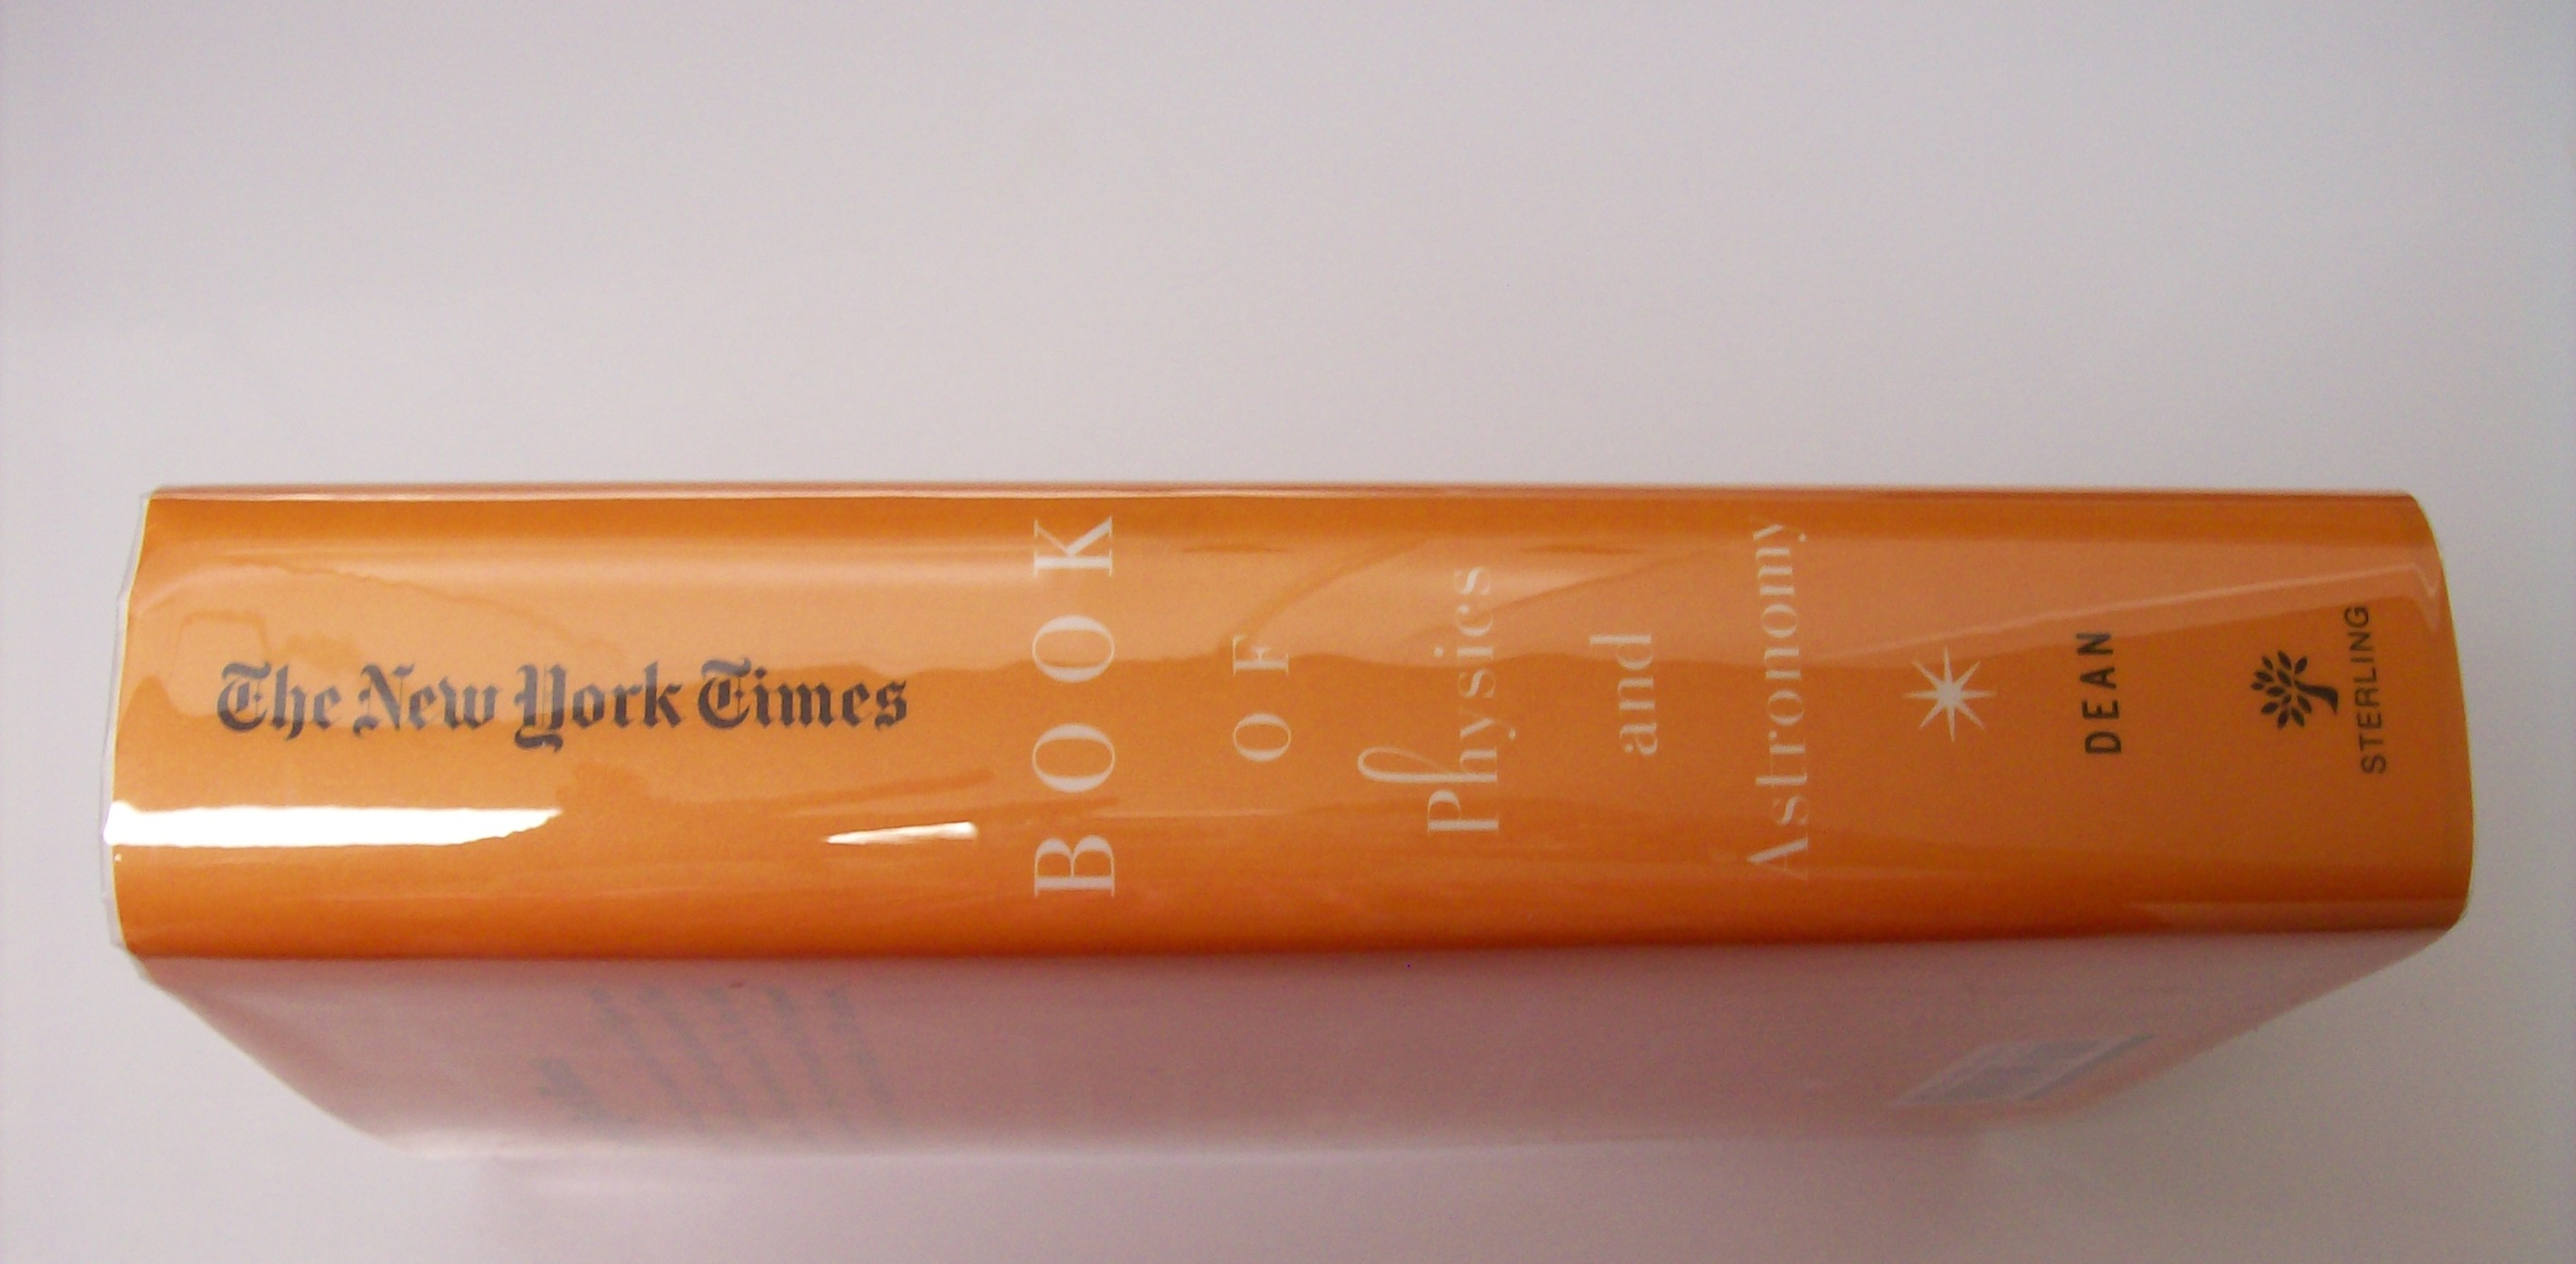 The New York Times
BOOK
OF
Physics
and
Astronomy
DEAN
STERLING